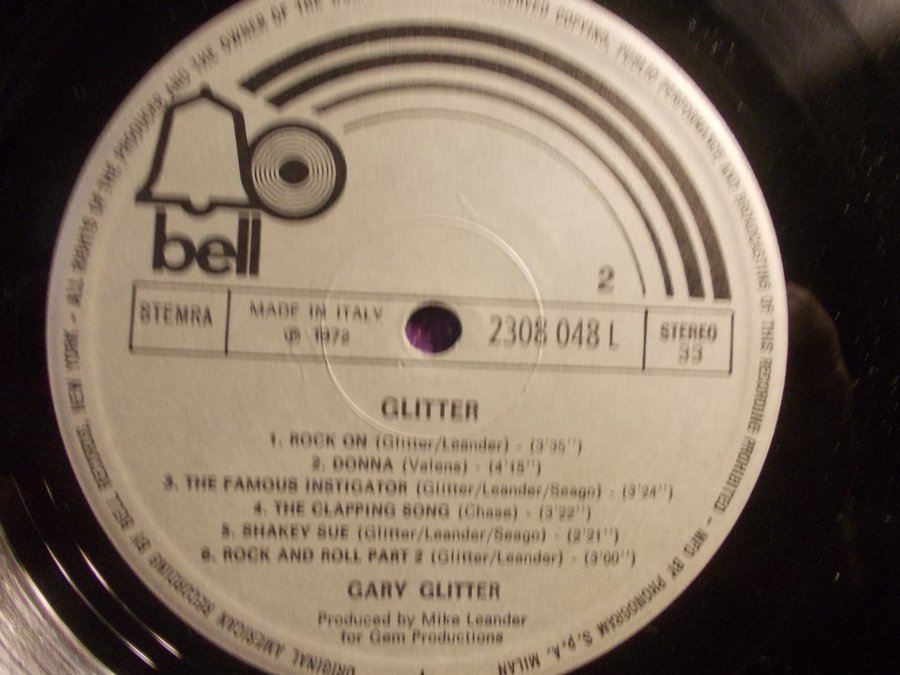 bell
2
STEMRA
MADE IN ITALY
℗ 1972
2308 048 L
STEREO
33
GLITTER
1. ROCK ON (Glitter/Leander) - (3'35")
2. DONNA (Valens) - (4'15")
3. THE FAMOUS INSTIGATOR (Glitter/Leander/Seago) - (3'24")
4. THE CLAPPING SONG (Chase) - (3'22")
5. SHAKEY SUE (Glitter/Leander/Seago) - (2'21")
6. ROCK AND ROLL PART 2 (Glitter/Leander) - (3'00")
GARY GLITTER
Produced by Mike Leander
for Gem Productions
ORIGINAL AMERICAN RECORDING BY BELL RECORDS, NEW YORK - ALL RIGHTS OF THE PRODUCER AND THE OWNER OF THE COPYING, PUBLIC PERFORMANCE AND BROADCASTING OF THIS RECORDING PROHIBITED - MFD BY PHONOGRAM S.p.A. MILAN